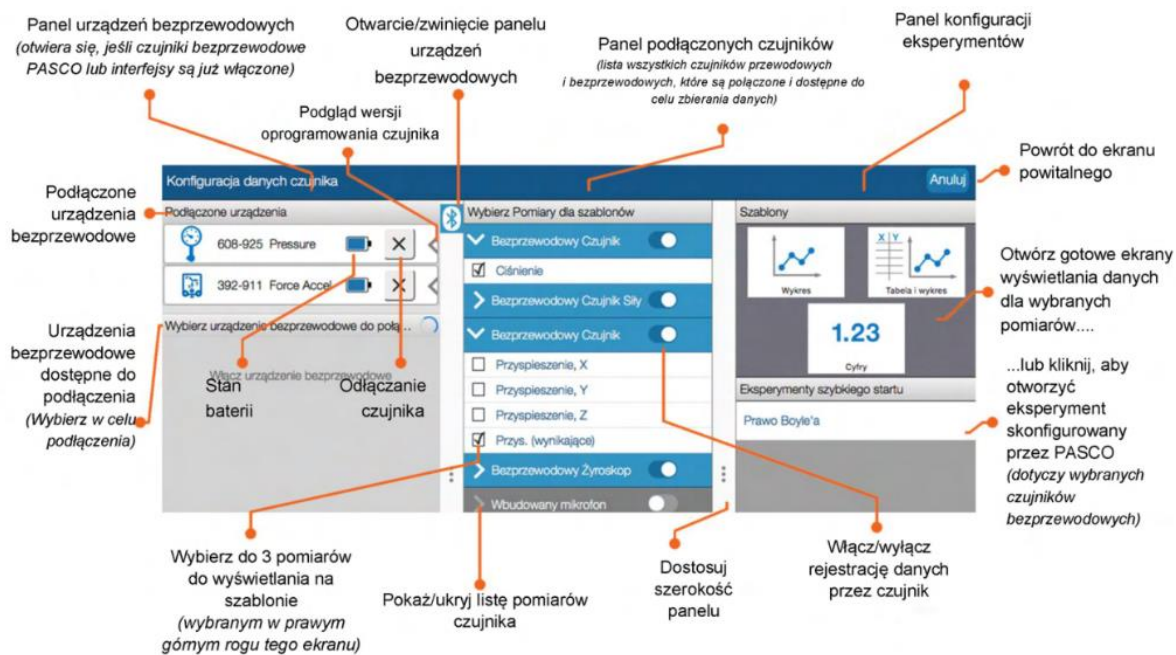 Panel urządzeń bezprzewodowych
(otwiera się, jeśli czujniki bezprzewodowe
PASCO lub interfejsy są już włączone)
Otwarcie/zwinięcie panelu
urządzeń
bezprzewodowych
Panel podłączonych czujników
(lista wszystkich czujników przewodowych
i bezprzewodowych, które są połączone i dostępne do
celu zbierania danych)
Panel konfiguracji
eksperymentów
Podgląd wersji
oprogramowania czujnika
Powrót do ekranu
powitalnego
Podłączone
urządzenia
bezprzewodowe
Urządzenia
bezprzewodowe
dostępne do
podłączenia
(Wybierz w celu
podłączenia)
Konfiguracja danych czujnika
Anuluj
Podłączone urządzenia
608-925 Pressure
392-911 Force Accel
Wybierz urządzenie bezprzewodowe do połą...
Włącz urządzenie bezprzewodowe
Stan
baterii
Odłączanie
czujnika
Wybierz Pomiary dla szablonów
Bezprzewodowy Czujnik
Ciśnienie
Bezprzewodowy Czujnik Siły
Bezprzewodowy Czujnik
Przyspieszenie, X
Przyspieszenie, Y
Przyspieszenie, Z
Przys. (wynikające)
Bezprzewodowy Żyroskop
Wbudowany mikrofon
Szablony
Wykres
X Y
Tabela i wykres
1.23
Cyfry
Eksperymenty szybkiego startu
Prawo Boyle'a
Otwórz gotowe ekrany
wyświetlania danych
dla wybranych
pomiarów....
...lub kliknij, aby
otworzyć
eksperyment
skonfigurowany
przez PASCO
(dotyczy wybranych
czujników
bezprzewodowych)
Wybierz do 3 pomiarów
do wyświetlania na
szablonie
(wybranym w prawym
górnym rogu tego ekranu)
Pokaż/ukryj listę pomiarów
czujnika
Dostosuj
szerokość
panelu
Włącz/wyłącz
rejestrację danych
przez czujnik